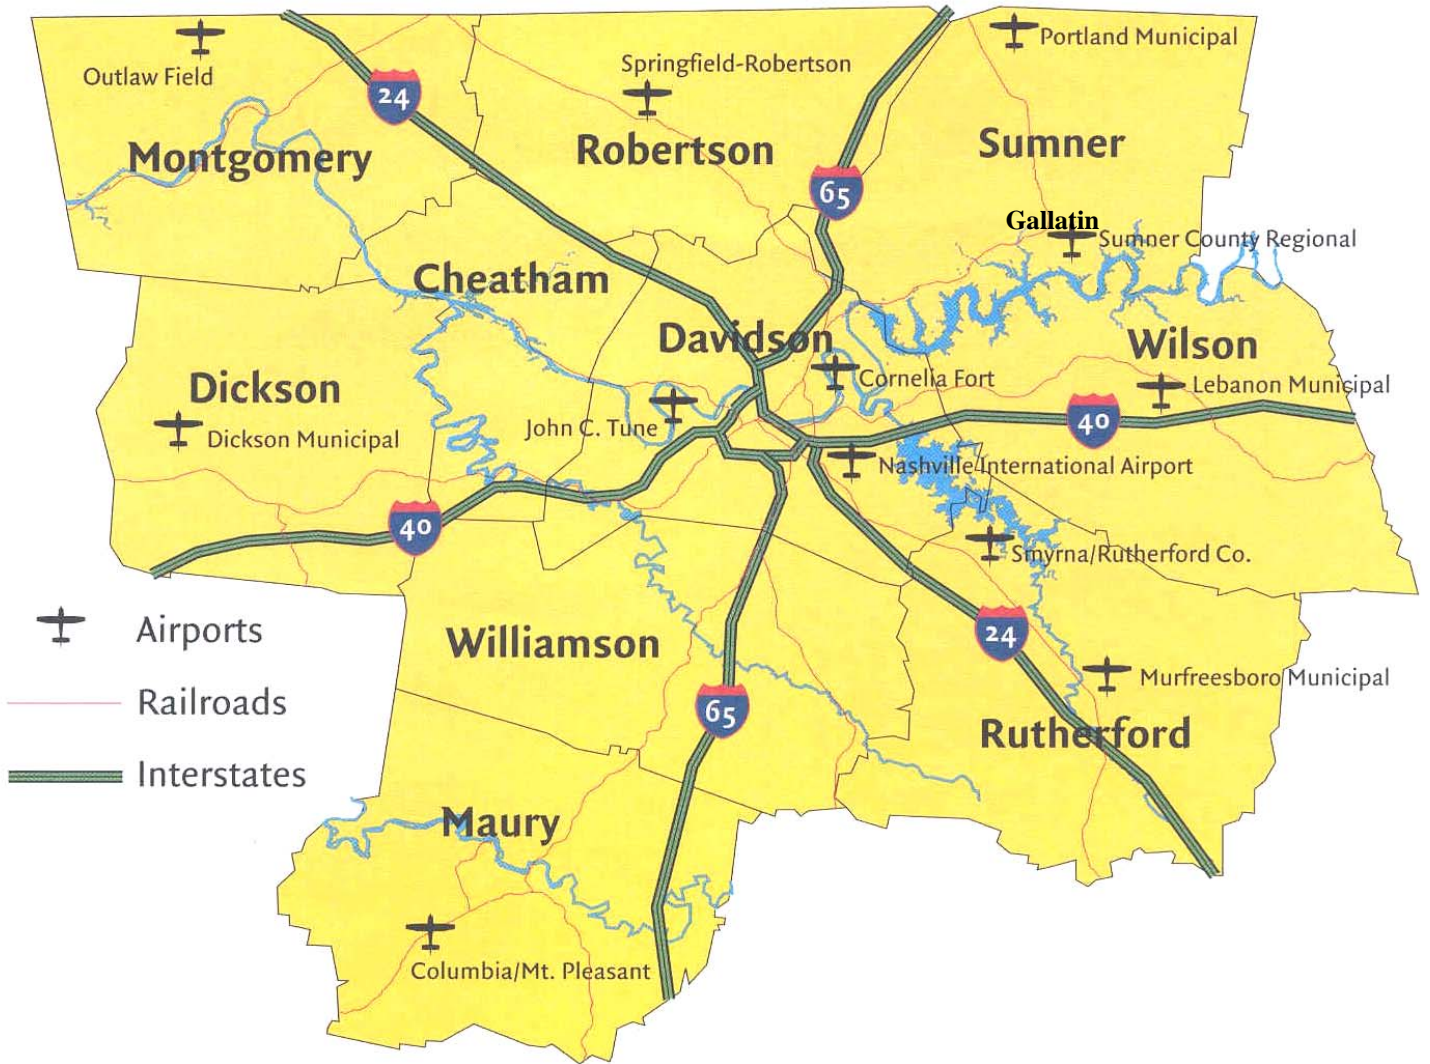 Outlaw Field
24
Springfield-Robertson
Portland Municipal
Montgomery
Robertson
Sumner
65
Gallatin
Sumner County Regional
Cheatham
Davidson
Wilson
Dickson
Cornelia Fort
Lebanon Municipal
Dickson Municipal
John C. Tune
40
Nashville International Airport
40
Smyrna/Rutherford Co.
Airports
Williamson
24
Murfreesboro Municipal
Railroads
65
Rutherford
Interstates
Maury
Columbia/Mt. Pleasant